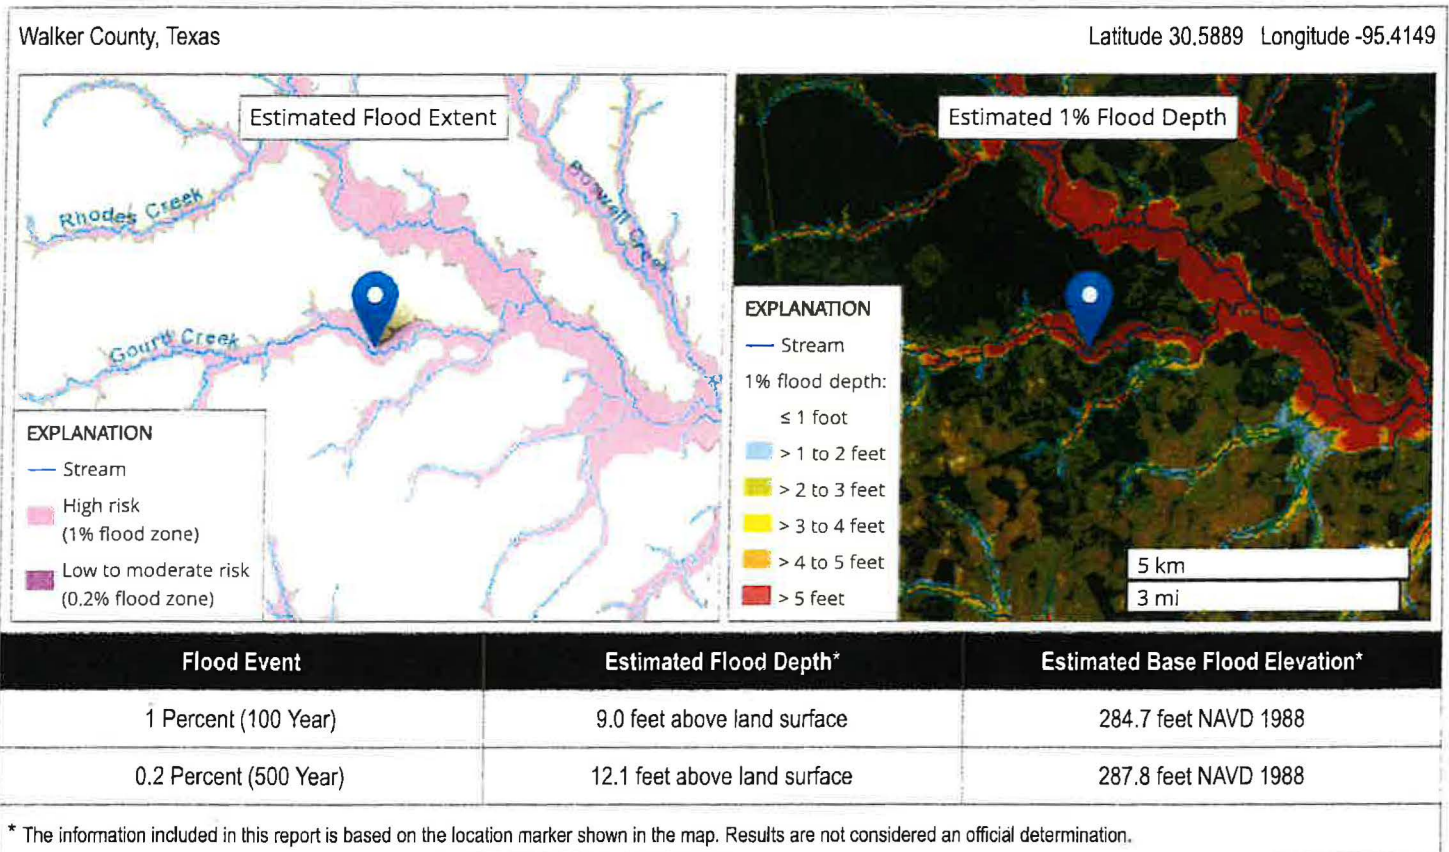 Walker County, Texas
Latitude 30.5889 Longitude -95.4149
Estimated Flood Extent
Rhodes Creek
Boswell Creek
Gourd Creek
EXPLANATION
Stream
High risk
(1% flood zone)
Low to moderate risk
(0.2% flood zone)
Estimated 1% Flood Depth
EXPLANATION
Stream
1% flood depth:
≤ 1 foot
> 1 to 2 feet
> 2 to 3 feet
> 3 to 4 feet
> 4 to 5 feet
> 5 feet
5 km
3 mi
Flood Event Estimated Flood Depth* Estimated Base Flood Elevation*
1 Percent (100 Year) 9.0 feet above land surface 284.7 feet NAVD 1988
0.2 Percent (500 Year) 12.1 feet above land surface 287.8 feet NAVD 1988
* The information included in this report is based on the location marker shown in the map. Results are not considered an official determination.